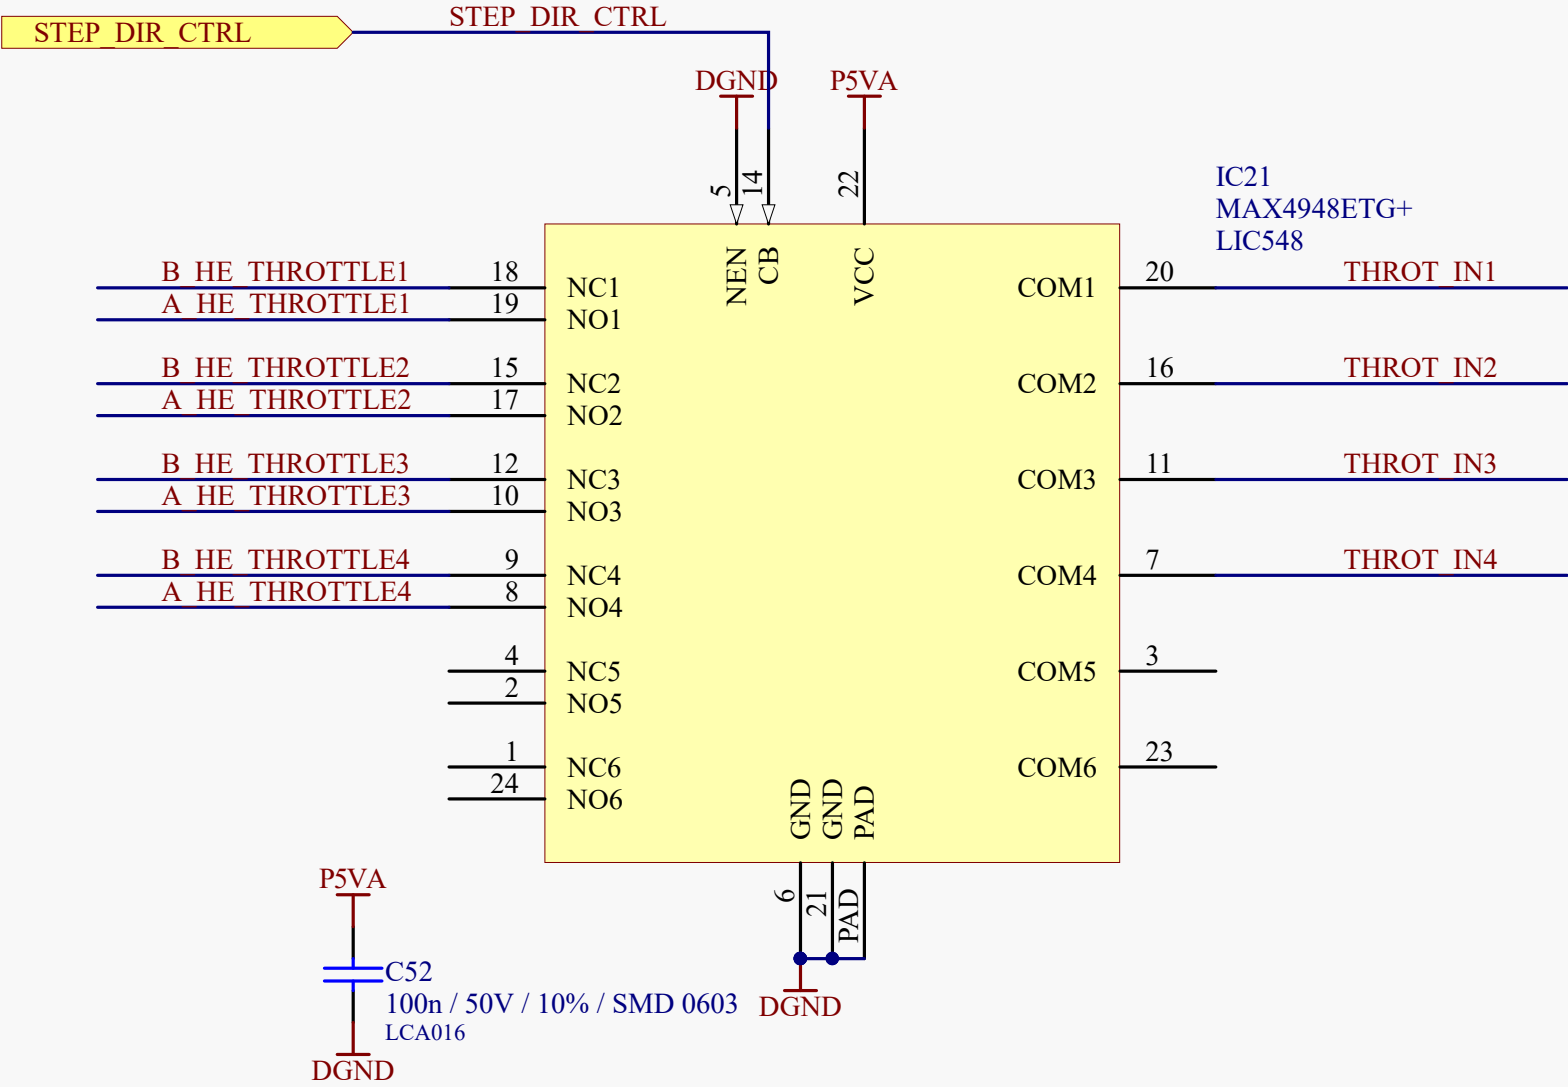 STEP_DIR_CTRL
STEP_DIR_CTRL
DGND
P5VA
5
14
22
IC21
MAX4948ETG+
LIC548
NEN
CB
VCC
B_HE_THROTTLE1 18 NC1
A_HE_THROTTLE1 19 NO1
COM1 20 THROT_IN1
B_HE_THROTTLE2 15 NC2
A_HE_THROTTLE2 17 NO2
COM2 16 THROT_IN2
B_HE_THROTTLE3 12 NC3
A_HE_THROTTLE3 10 NO3
COM3 11 THROT_IN3
B_HE_THROTTLE4 9 NC4
A_HE_THROTTLE4 8 NO4
COM4 7 THROT_IN4
4 NC5
2 NO5
COM5 3
1 NC6
24 NO6
COM6 23
GND
GND
PAD
6
21
PAD
DGND
P5VA
C52
100n / 50V / 10% / SMD 0603
LCA016
DGND